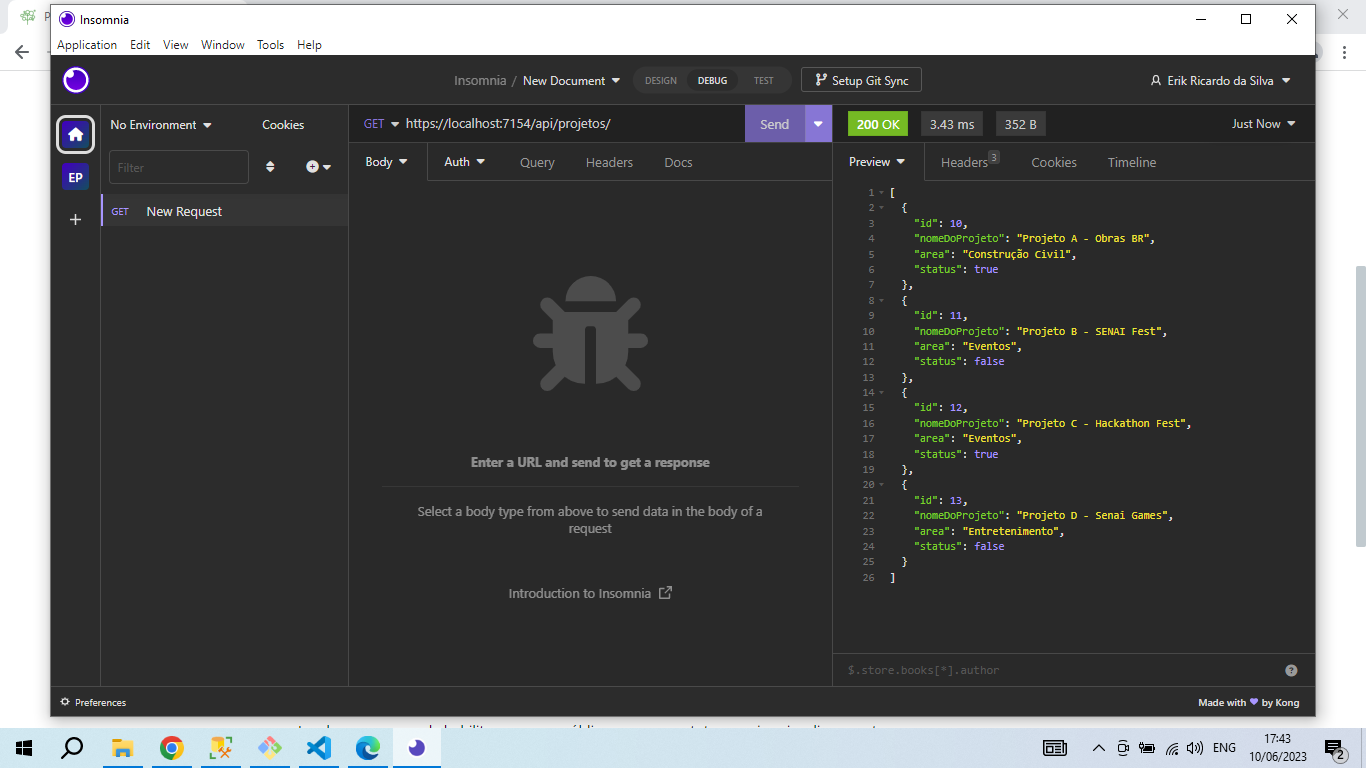 P
Insomnia
Application Edit View Window Tools Help
Insomnia / New Document DESIGN DEBUG TEST Setup Git Sync Erik Ricardo da Silva
No Environment Cookies
GET https://localhost:7154/api/projetos/ Send
200 OK 3.43 ms 352 B Just Now
Filter
EP
GET New Request
Body Auth Query Headers Docs
Preview Headers 3 Cookies Timeline
Enter a URL and send to get a response
Select a body type from above to send data in the body of a
request
Introduction to Insomnia
1 [
2 {
3 "id": 10,
4 "nomeDoProjeto": "Projeto A - Obras BR",
5 "area": "Construção Civil",
6 "status": true
7 },
8 {
9 "id": 11,
10 "nomeDoProjeto": "Projeto B - SENAI Fest",
11 "area": "Eventos",
12 "status": false
13 },
14 {
15 "id": 12,
16 "nomeDoProjeto": "Projeto C - Hackathon Fest",
17 "area": "Eventos",
18 "status": true
19 },
20 {
21 "id": 13,
22 "nomeDoProjeto": "Projeto D - Senai Games",
23 "area": "Entretenimento",
24 "status": false
25 }
26 ]
$.store.books[*].author
Preferences
Made with ♥ by Kong
ENG
17:43
10/06/2023
2